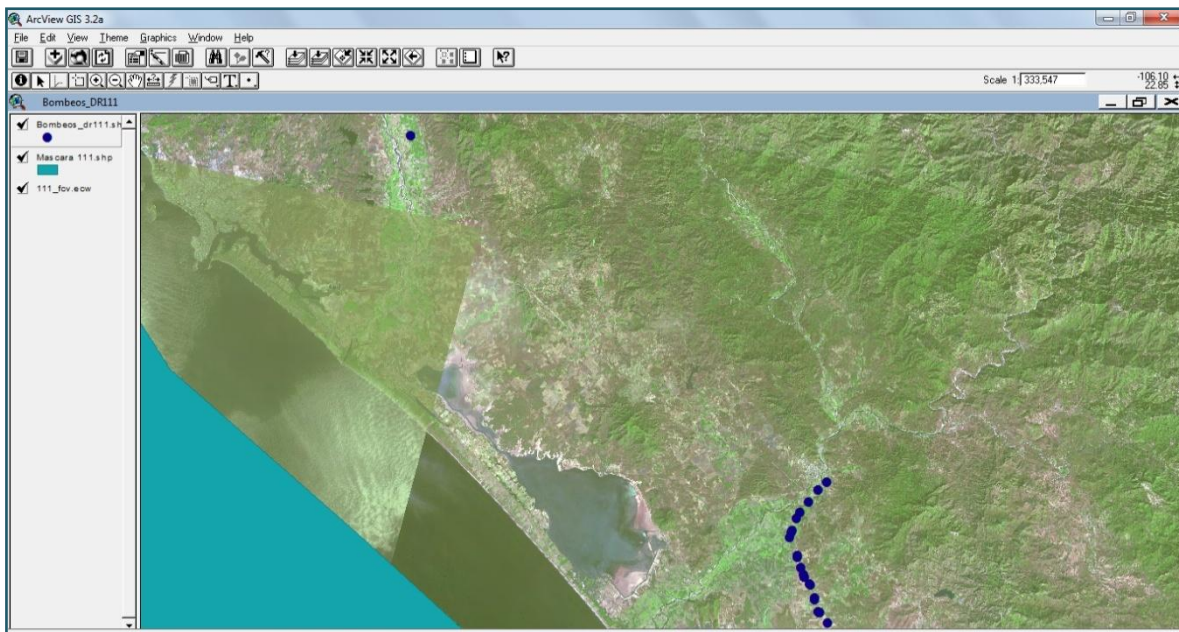 ArcView GIS 3.2a
File Edit View Theme Graphics Window Help
Scale 1: 333,547
-106.10
22.85
Bombeos_DR111
Bombeos_dr111.sh
Mascara 111.shp
111_fcv.ecw